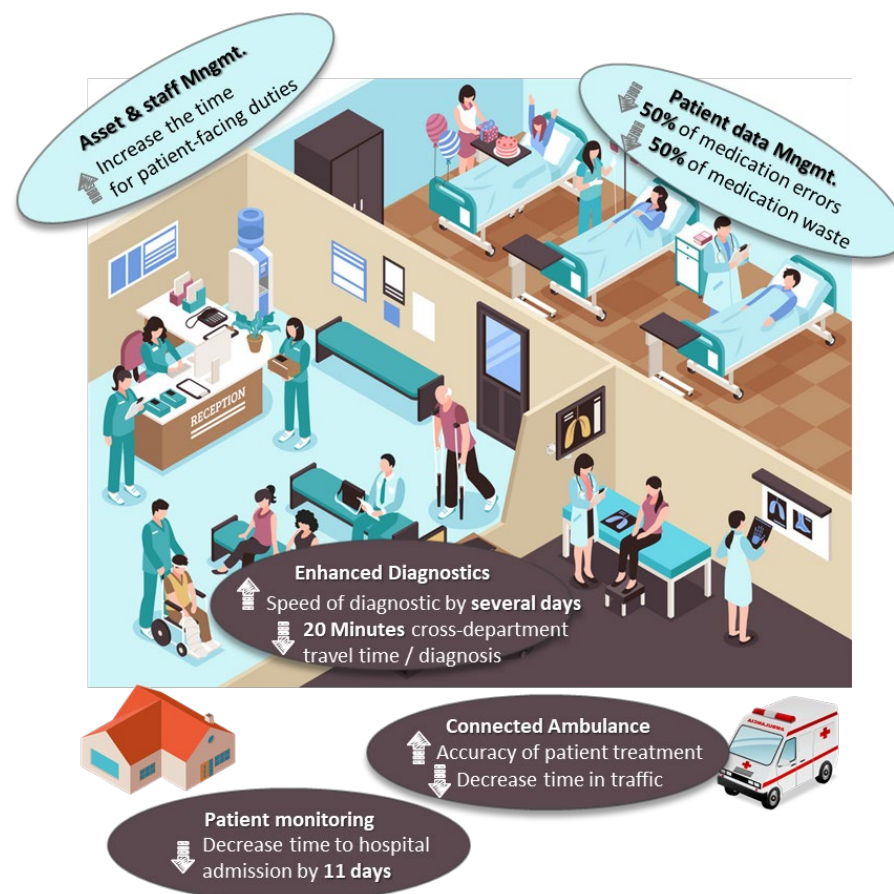 Asset & staff Mngmt.
Increase the time
for patient-facing duties
Patient data Mngmt.
50% of medication errors
50% of medication waste
RECEPTION
Enhanced Diagnostics
Speed of diagnostic by several days
20 Minutes cross-department
travel time / diagnosis
Connected Ambulance
Accuracy of patient treatment
Decrease time in traffic
Patient monitoring
Decrease time to hospital
admission by 11 days